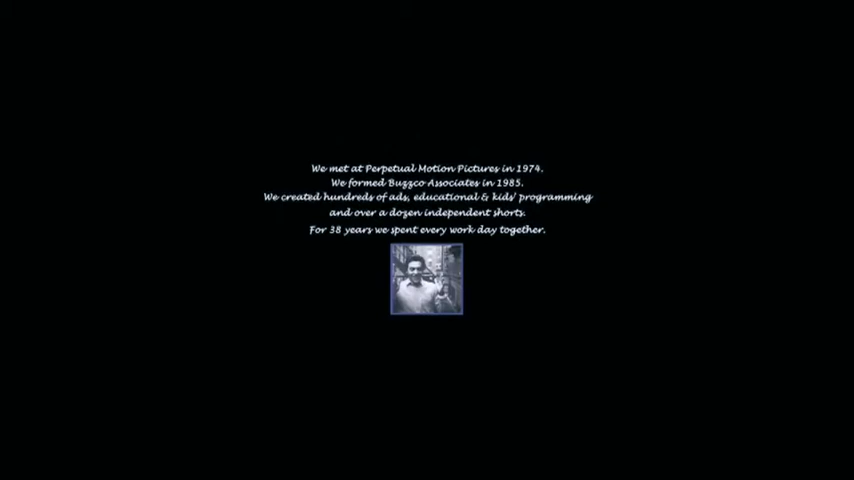 We met at Perpetual Motion Pictures in 1974.
We formed Buzzco Associates in 1985.
We created hundreds of ads, educational & kids' programming
and over a dozen independent shorts.
For 38 years we spent every work day together.